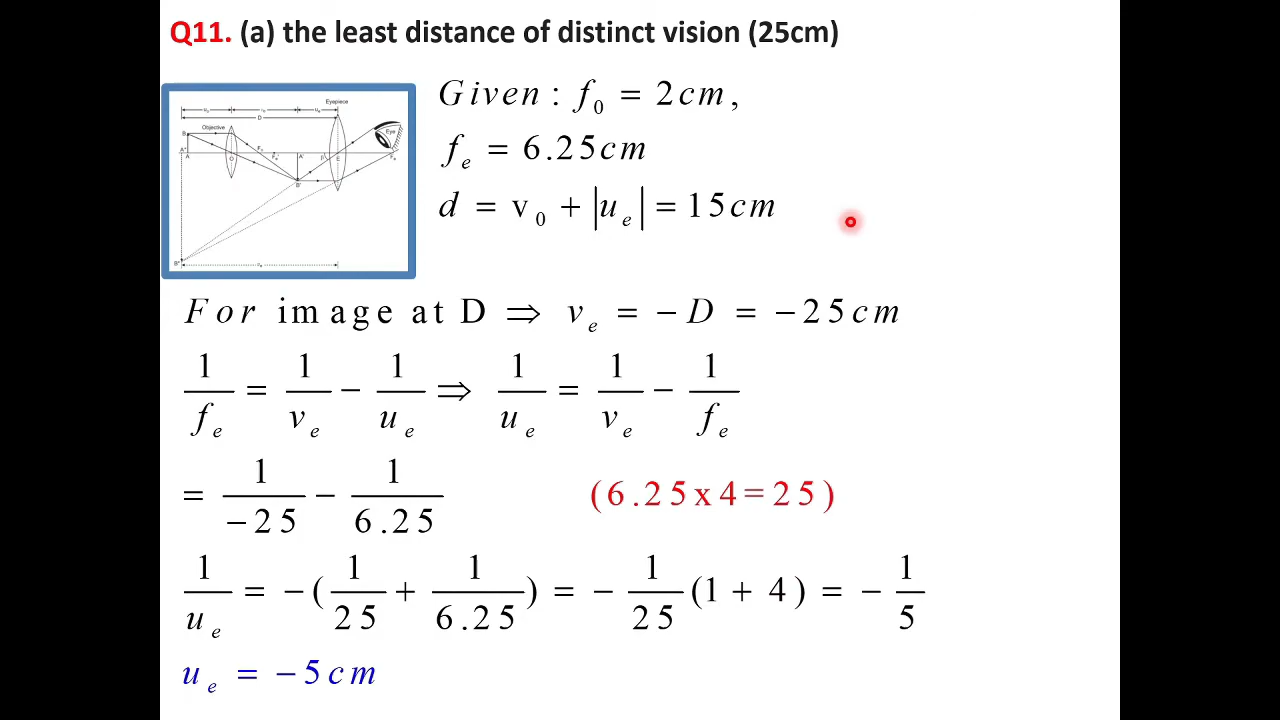 Q11. (a) the least distance of distinct vision (25cm)
Given : f₀ = 2cm,
fₑ = 6.25cm
d = v₀ + |uₑ| = 15cm
Eyepiece
D
Objective
Eye
B
A" A O A' E
B'
B"
For image at D ⇒ vₑ = −D = −25cm
1/fₑ = 1/vₑ − 1/uₑ ⇒ 1/uₑ = 1/vₑ − 1/fₑ
= 1/−25 − 1/6.25 (6.25x4=25)
1/uₑ = −(1/25 + 1/6.25) = −1/25(1 + 4) = −1/5
uₑ = −5cm